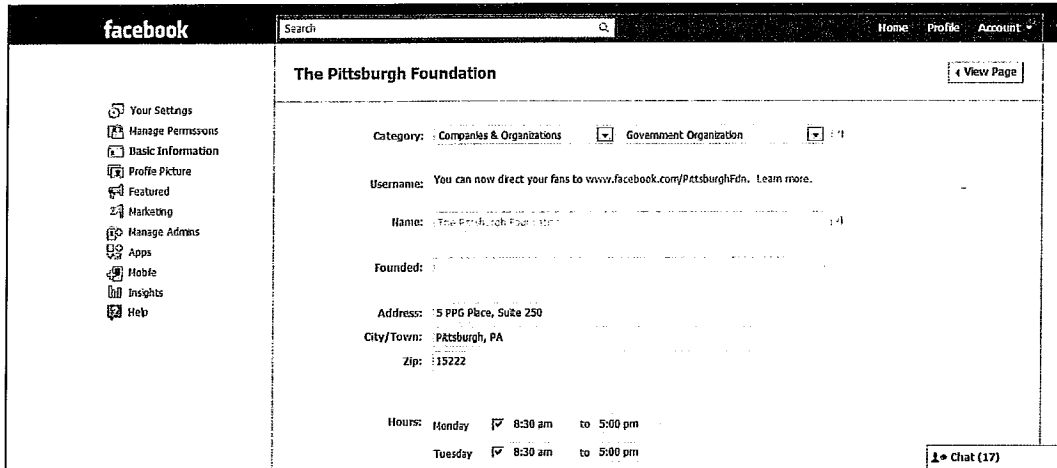 facebook
Search
Home Profile Account
The Pittsburgh Foundation
View Page
Your Settings
Manage Permissions
Basic Information
Profile Picture
Featured
Marketing
Manage Admins
Apps
Mobile
Insights
Help
Category: Companies & Organizations Government Organization [?]
Username: You can now direct your fans to www.facebook.com/PittsburghFdn. Learn more.
Name: The Pittsburgh Foundation [?]
Founded:
Address: 5 PPG Place, Suite 250
City/Town: Pittsburgh, PA
Zip: 15222
Hours: Monday 8:30 am to 5:00 pm
Tuesday 8:30 am to 5:00 pm
Chat (17)